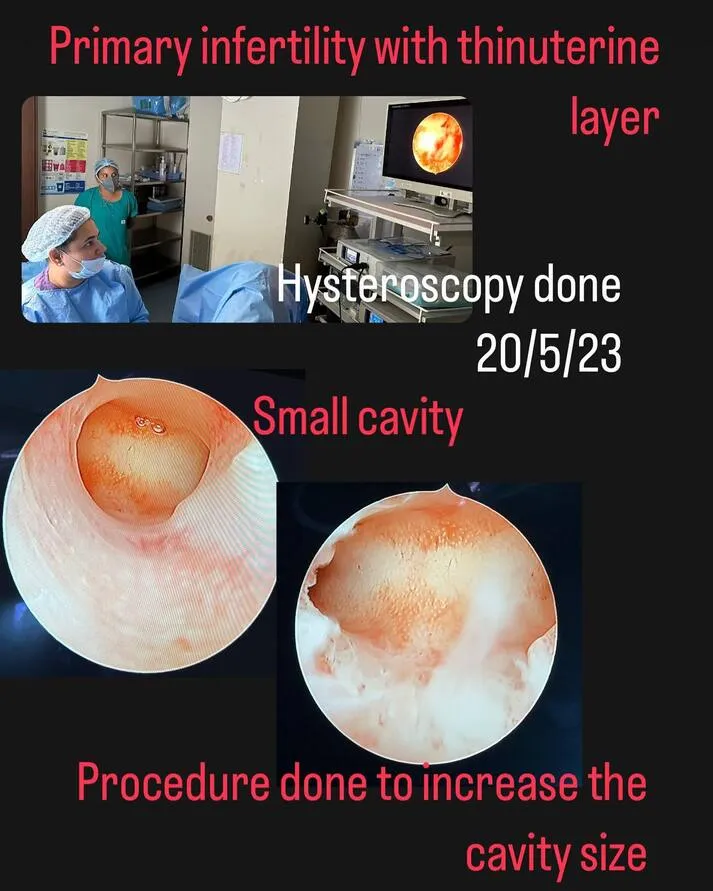 Primary infertility with thinuterine
layer
Hysteroscopy done
20/5/23
Small cavity
Procedure done to increase the
cavity size